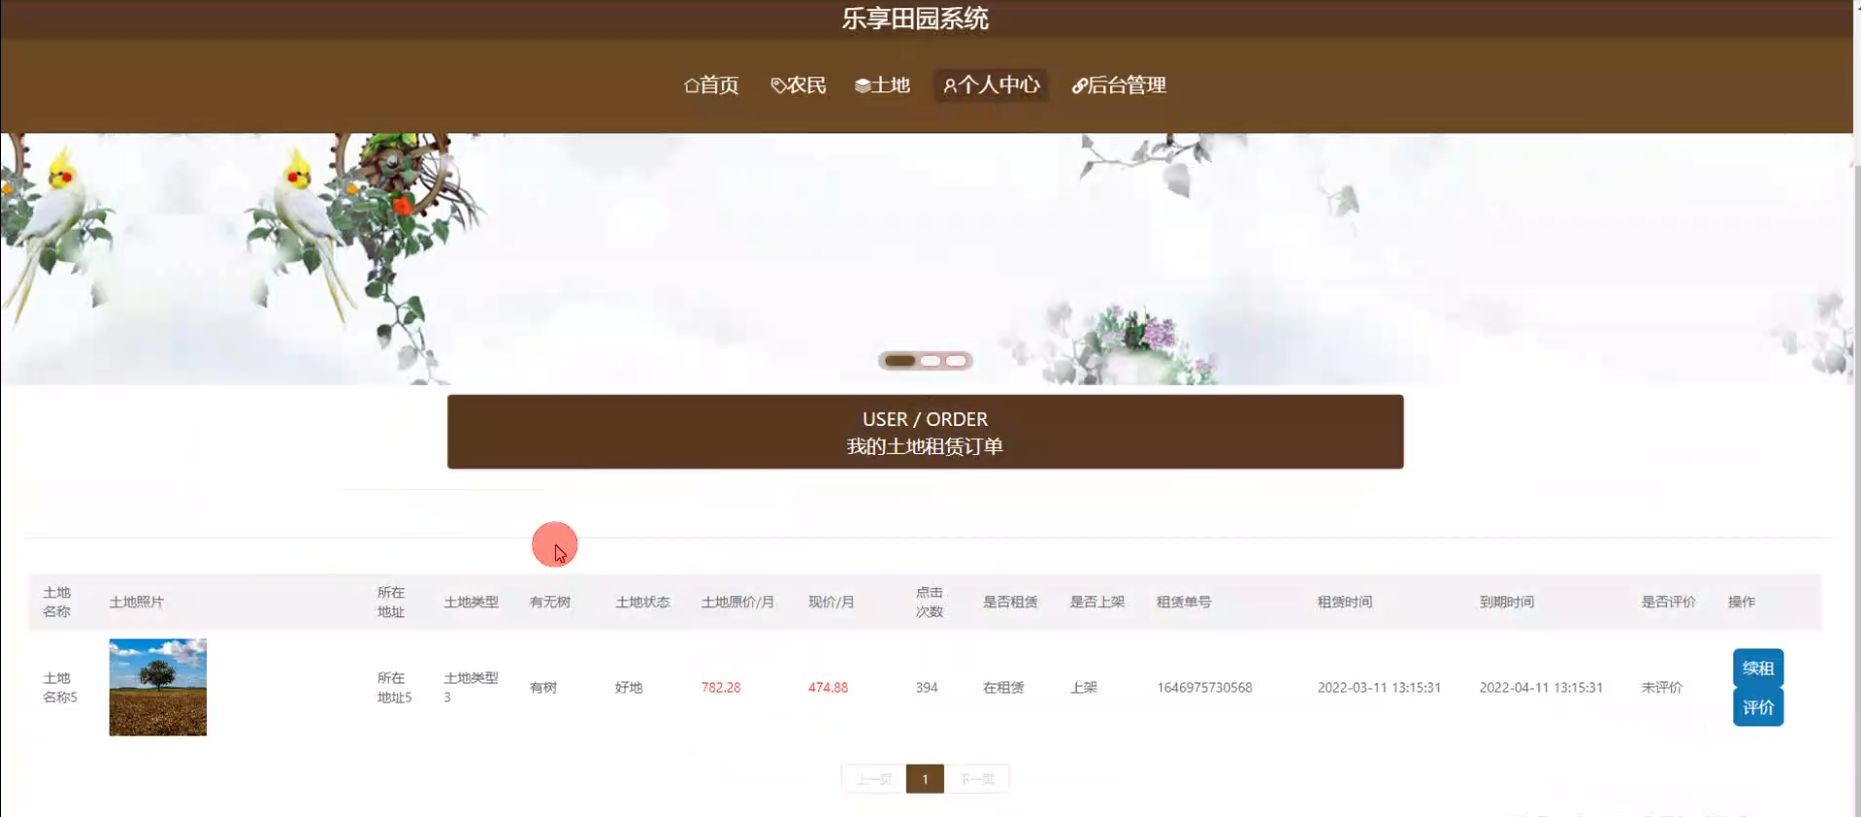 乐享田园系统
首页 农民 土地 个人中心 后台管理
USER / ORDER
我的土地租赁订单
土地名称 土地照片 所在地址 土地类型 有无树 土地状态 土地原价/月 现价/月 点击次数 是否租赁 是否上架 租赁单号 租赁时间 到期时间 是否评价 操作
土地名称5 所在地址5 土地类型3 有树 好地 782.28 474.88 394 在租赁 上架 1646975730568 2022-03-11 13:15:31 2022-04-11 13:15:31 未评价 续租
评价
上一页 1 下一页